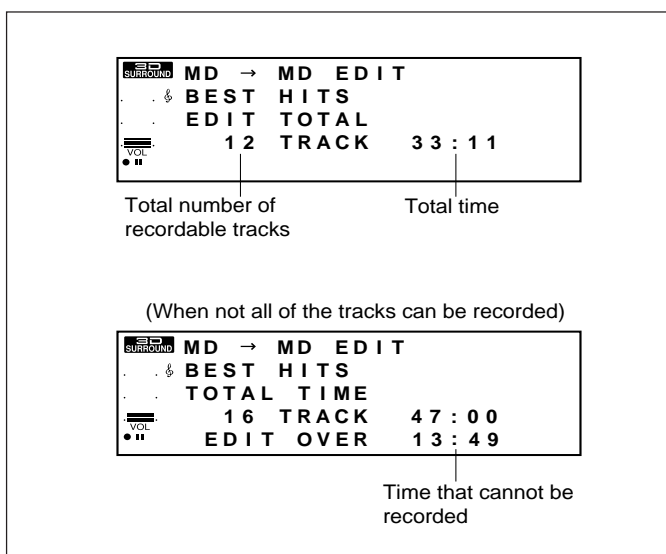 3D SURROUND MD → MD EDIT
BEST HITS
EDIT TOTAL
VOL 12 TRACK 33:11
Total number of recordable tracks
Total time
(When not all of the tracks can be recorded)
3D SURROUND MD → MD EDIT
BEST HITS
TOTAL TIME
VOL 16 TRACK 47:00
EDIT OVER 13:49
Time that cannot be
recorded